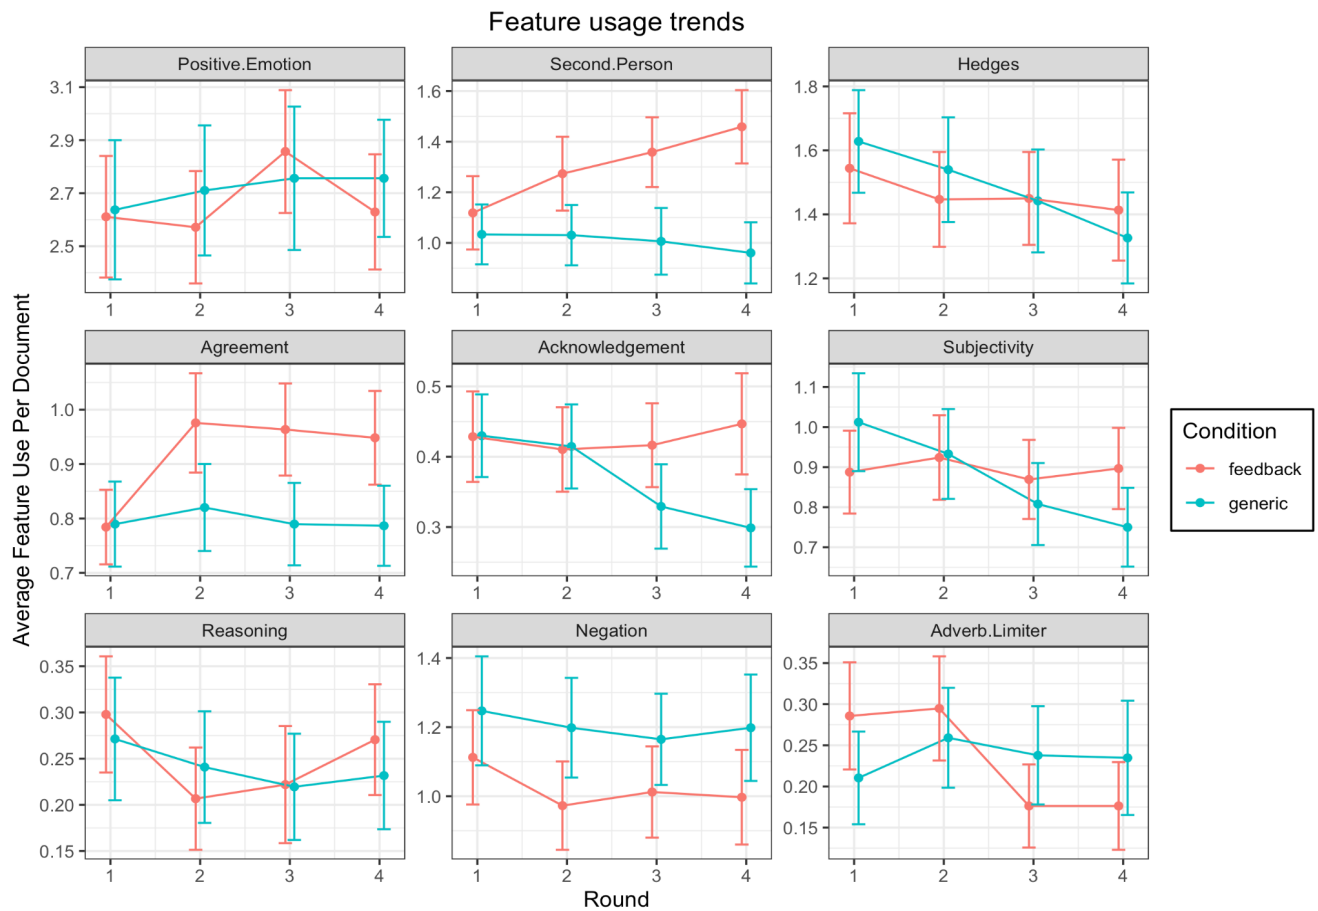 Feature usage trends
Positive.Emotion
Second.Person
Hedges
3.1
2.9
2.7
2.5
1.6
1.4
1.2
1.0
1.8
1.6
1.4
1.2
1 2 3 4
1 2 3 4
1 2 3 4
Agreement
Acknowledgement
Subjectivity
1.0
0.9
0.8
0.7
0.5
0.4
0.3
1.1
1.0
0.9
0.8
0.7
1 2 3 4
1 2 3 4
1 2 3 4
Reasoning
Negation
Adverb.Limiter
0.35
0.30
0.25
0.20
0.15
1.4
1.2
1.0
0.35
0.30
0.25
0.20
0.15
1 2 3 4
1 2 3 4
1 2 3 4
Average Feature Use Per Document
Round
Condition
feedback
generic